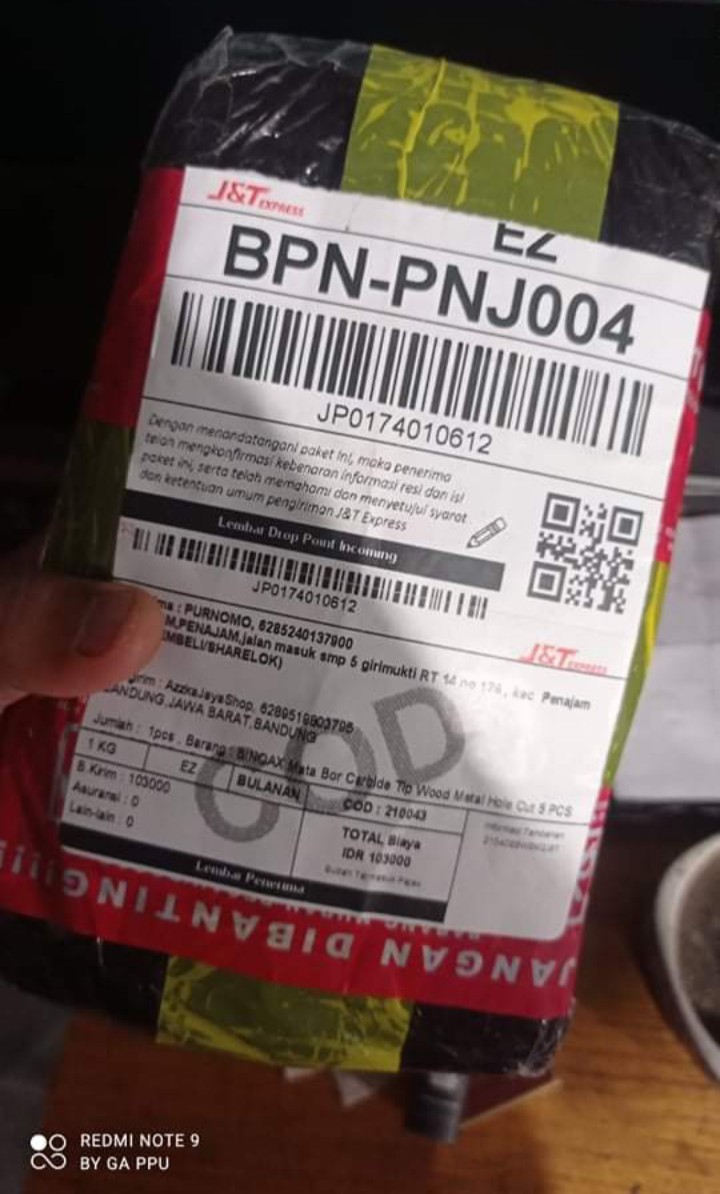 J&T EXPRESS
EZ
BPN-PNJ004
JP0174010612
Dengan menandatangani paket ini, maka penerima
telah mengkonfirmasi kebenaran informasi resi dan isi
paket ini, serta telah memahami dan menyetujui syarat
dan ketentuan umum pengiriman J&T Express
Lembar Drop Point Incoming
JP0174010612
J&T EXPRESS
: PURNOMO, 6285240137900
PENAJAM,jalan masuk smp 5 girimukti RT 14 no 176, kec Penajam
: AzzkaJayaShop, 6289519803795
BANDUNG,JAWA BARAT,BANDUNG
COD
Jumlah : 1pcs . Barang : BINOAX Mata Bor Carbide Tip Wood Metal Hole Cut 5 PCS
1 KG EZ BULANAN COD : 210043
B.Kirim : 103000
Asuransi : 0
Lain-lain : 0
TOTAL Biaya
IDR 103000
Bukan Termasuk Pajak
Lembar Penerima
JANGAN DIBANTING!!!!
REDMI NOTE 9
BY GA PPU